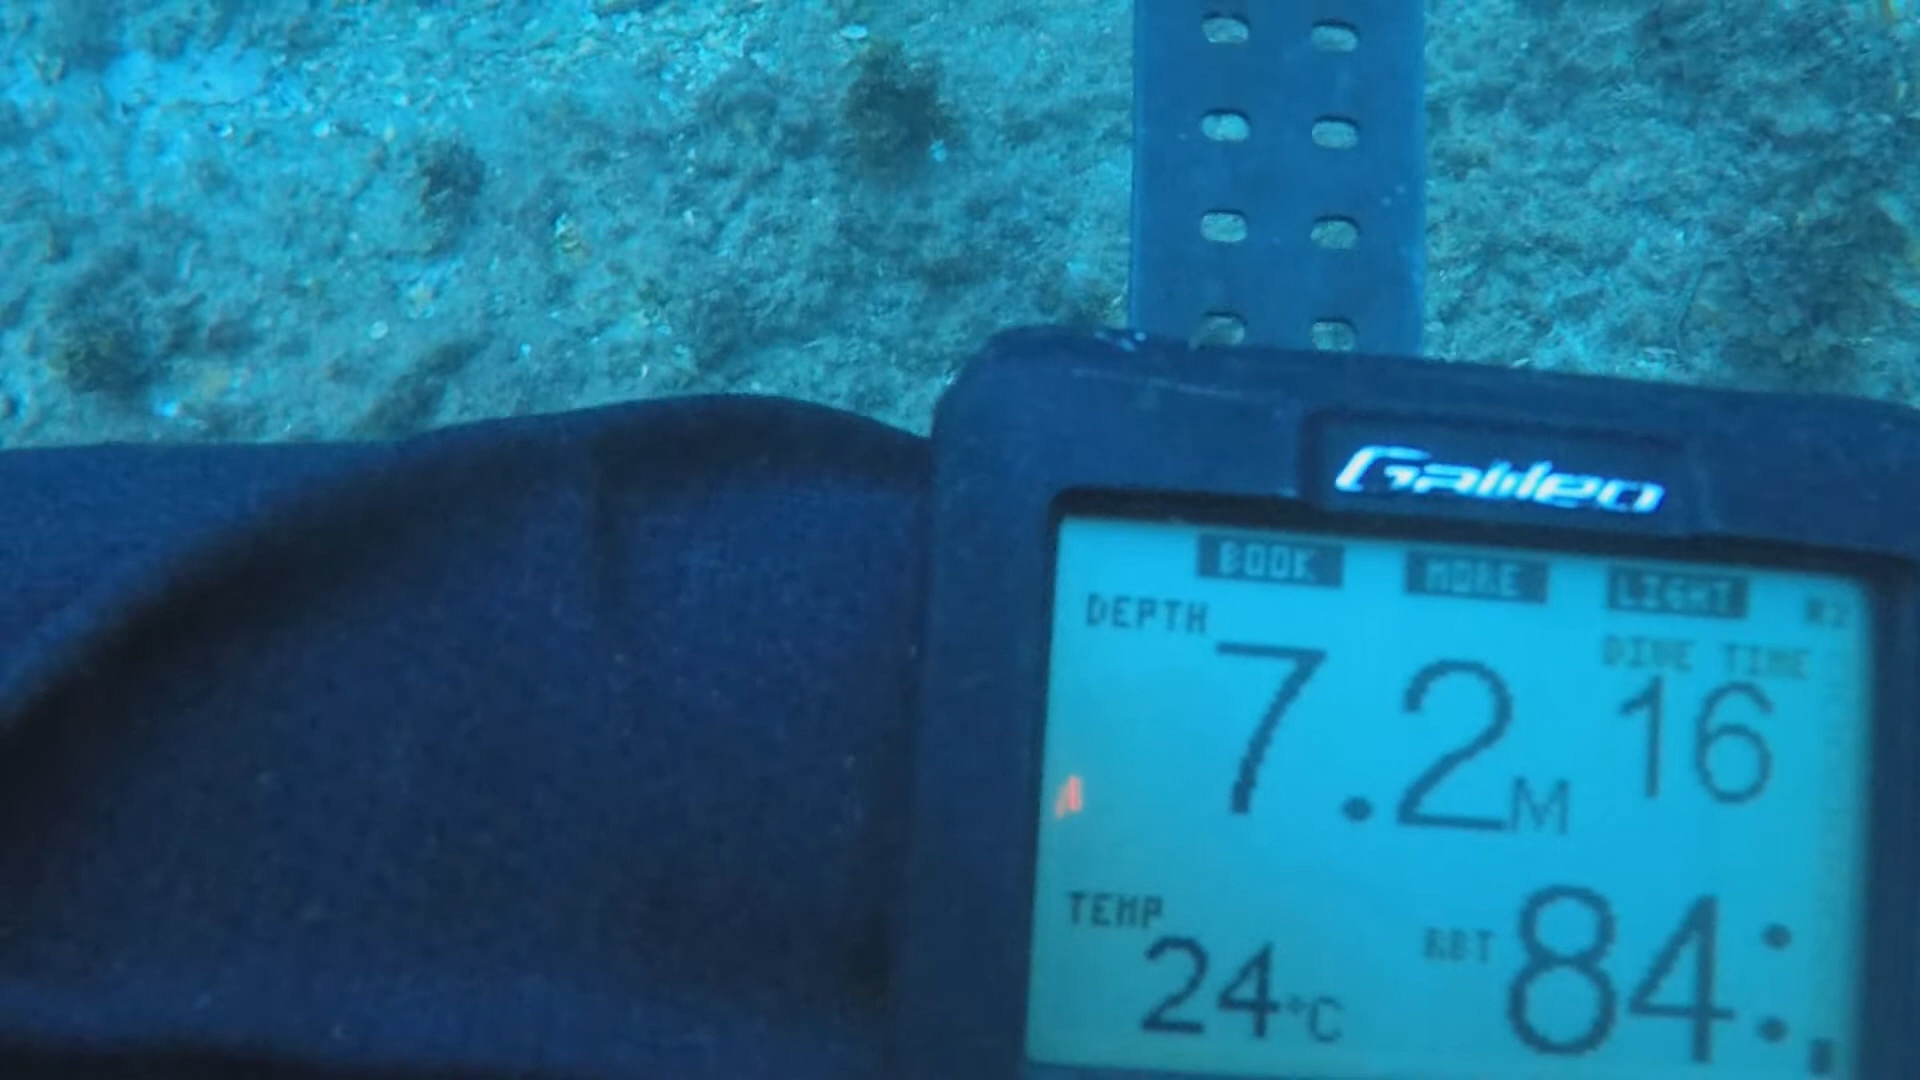 Galileo
BOOK MORE LIGHT
DEPTH 7.2M
DIVE TIME 16
TEMP 24°C
RBT 84: